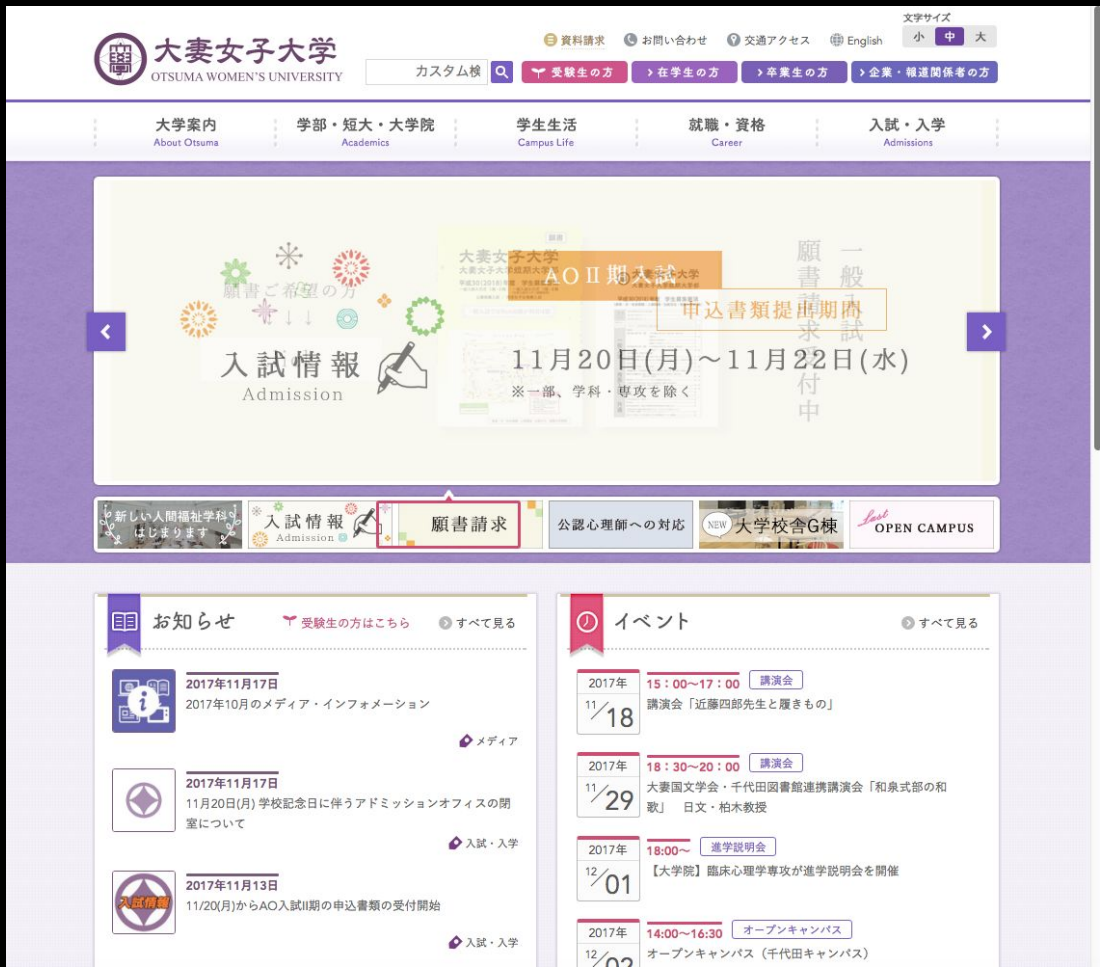 文字サイズ
小 中 大
大妻女子大学
OTSUMA WOMEN'S UNIVERSITY
資料請求 お問い合わせ 交通アクセス English
カスタム検
受験生の方 在学生の方 卒業生の方 企業・報道関係者の方
大学案内 学部・短大・大学院 学生生活 就職・資格 入試・入学
About Otsuma Academics Campus Life Career Admissions
大妻女子大学
AOⅡ期入試
願書ご希望の方
申込書類提出期間
一般入試
願書請求受付中
入試情報
Admission
11月20日(月)~11月22日(水)
※一部、学科・専攻を除く
新しい人間福祉学科
はじまります
入試情報
Admission
願書請求
公認心理師への対応
NEW 大学校舎G棟
Last
OPEN CAMPUS
お知らせ 受験生の方はこちら すべて見る
2017年11月17日
2017年10月のメディア・インフォメーション
メディア
2017年11月17日
11月20日(月) 学校記念日に伴うアドミッションオフィスの閉
室について
入試・入学
入試情報
2017年11月13日
11/20(月)からAO入試II期の申込書類の受付開始
入試・入学
イベント すべて見る
2017年
11/18
15:00~17:00 講演会
講演会「近藤四郎先生と履きもの」
2017年
11/29
18:30~20:00 講演会
大妻国文学会・千代田図書館連携講演会「和泉式部の和
歌」 日文・柏木教授
2017年
12/01
18:00~ 進学説明会
【大学院】臨床心理学専攻が進学説明会を開催
2017年
12/02
14:00~16:30 オープンキャンパス
オープンキャンパス（千代田キャンパス）